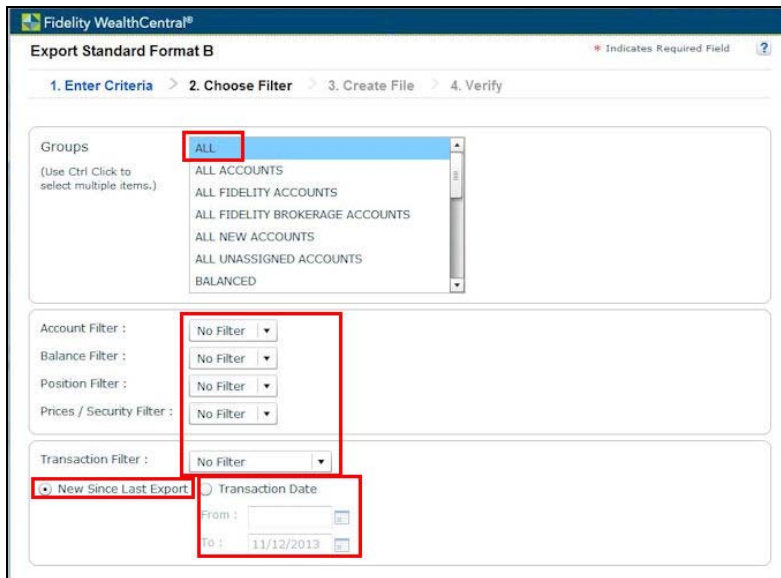 Fidelity WealthCentral®
Export Standard Format B
* Indicates Required Field ?
1. Enter Criteria > 2. Choose Filter > 3. Create File > 4. Verify
Groups
(Use Ctrl Click to
select multiple items.)
ALL
ALL ACCOUNTS
ALL FIDELITY ACCOUNTS
ALL FIDELITY BROKERAGE ACCOUNTS
ALL NEW ACCOUNTS
ALL UNASSIGNED ACCOUNTS
BALANCED
Account Filter : No Filter
Balance Filter : No Filter
Position Filter : No Filter
Prices / Security Filter : No Filter
Transaction Filter : No Filter
New Since Last Export Transaction Date
From :
To : 11/12/2013